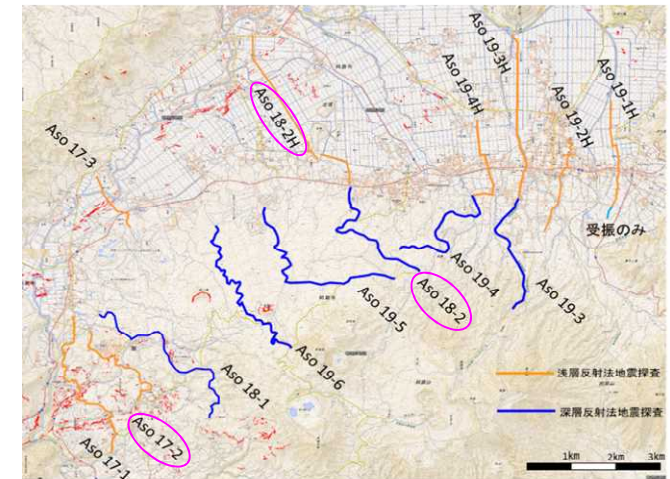 Aso 19-3H
Aso 19-4H
Aso 19-1H
Aso 19-2H
Aso 18-2H
Aso 17-3
受振のみ
Aso 19-4
Aso 18-2
Aso 19-3
Aso 19-5
Aso 19-6
Aso 18-1
Aso 17-2
Aso 17-1
浅層反射法地震探査
深層反射法地震探査
1km 2km 3km